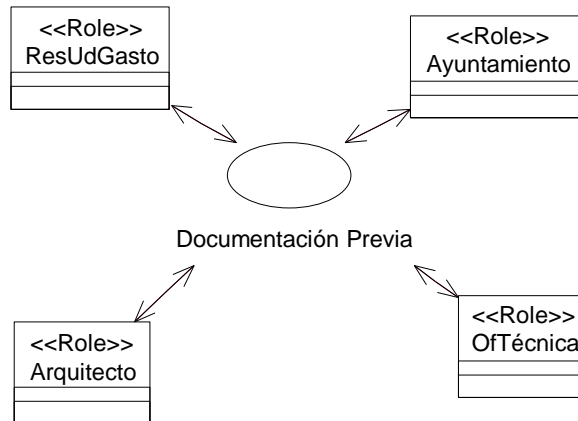 <<Role>>
ResUdGasto
<<Role>>
Ayuntamiento
Documentación Previa
<<Role>>
Arquitecto
<<Role>>
OfTécnica